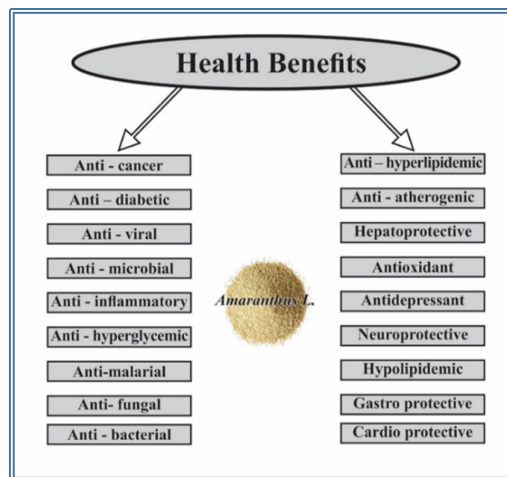 Health Benefits
Anti - cancer
Anti – diabetic
Anti - viral
Anti - microbial
Anti - inflammatory
Anti - hyperglycemic
Anti-malarial
Anti- fungal
Anti - bacterial
Amaranthus L.
Anti – hyperlipidemic
Anti - atherogenic
Hepatoprotective
Antioxidant
Antidepressant
Neuroprotective
Hypolipidemic
Gastro protective
Cardio protective